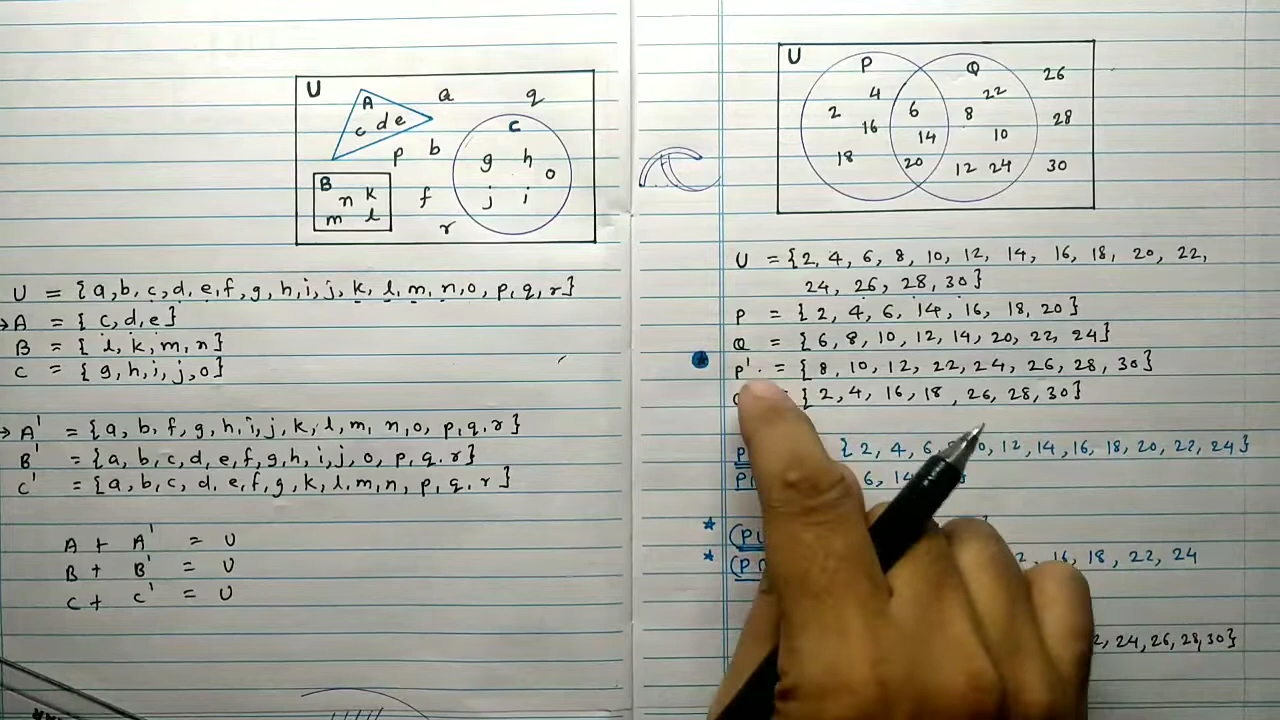 U
A
a
q
c d e
C
p
b
g
h
o
B
n
k
f
j
i
m
l
r
U = {a,b,c,d,e,f,g,h,i,j,k,l,m,n,o,p,q,r}
→A = {c,d,e}
B = {l,k,m,n}
C = {g,h,i,j,o}
→A' = {a,b,f,g,h,i,j,k,l,m,n,o,p,q.r}
B' = {a,b,c,d,e,f,g,h,i,j,o,p,q.r}
C' = {a,b,c,d,e,f,g,k,l,m,n,p,q,r}
A + A' = U
B + B' = U
C + C' = U
U
P
Q
26
4
22
2
6
8
28
16
14
10
18
20
12
24
30
U = {2, 4, 6, 8, 10, 12, 14, 16, 18, 20, 22,
24, 26, 28, 30}
P = {2, 4, 6, 14, 16, 18, 20}
Q = {6, 8, 10, 12, 14, 20, 22, 24}
* P' = {8, 10, 12, 22, 24, 26, 28, 30}
{2, 4, 16, 18, 26, 28, 30}
P {2, 4, 6, 12, 14, 16, 18, 20, 22, 24}
P 6, 14
* (PU
* (P∩ 16, 18, 22, 24
24, 26, 28, 30}